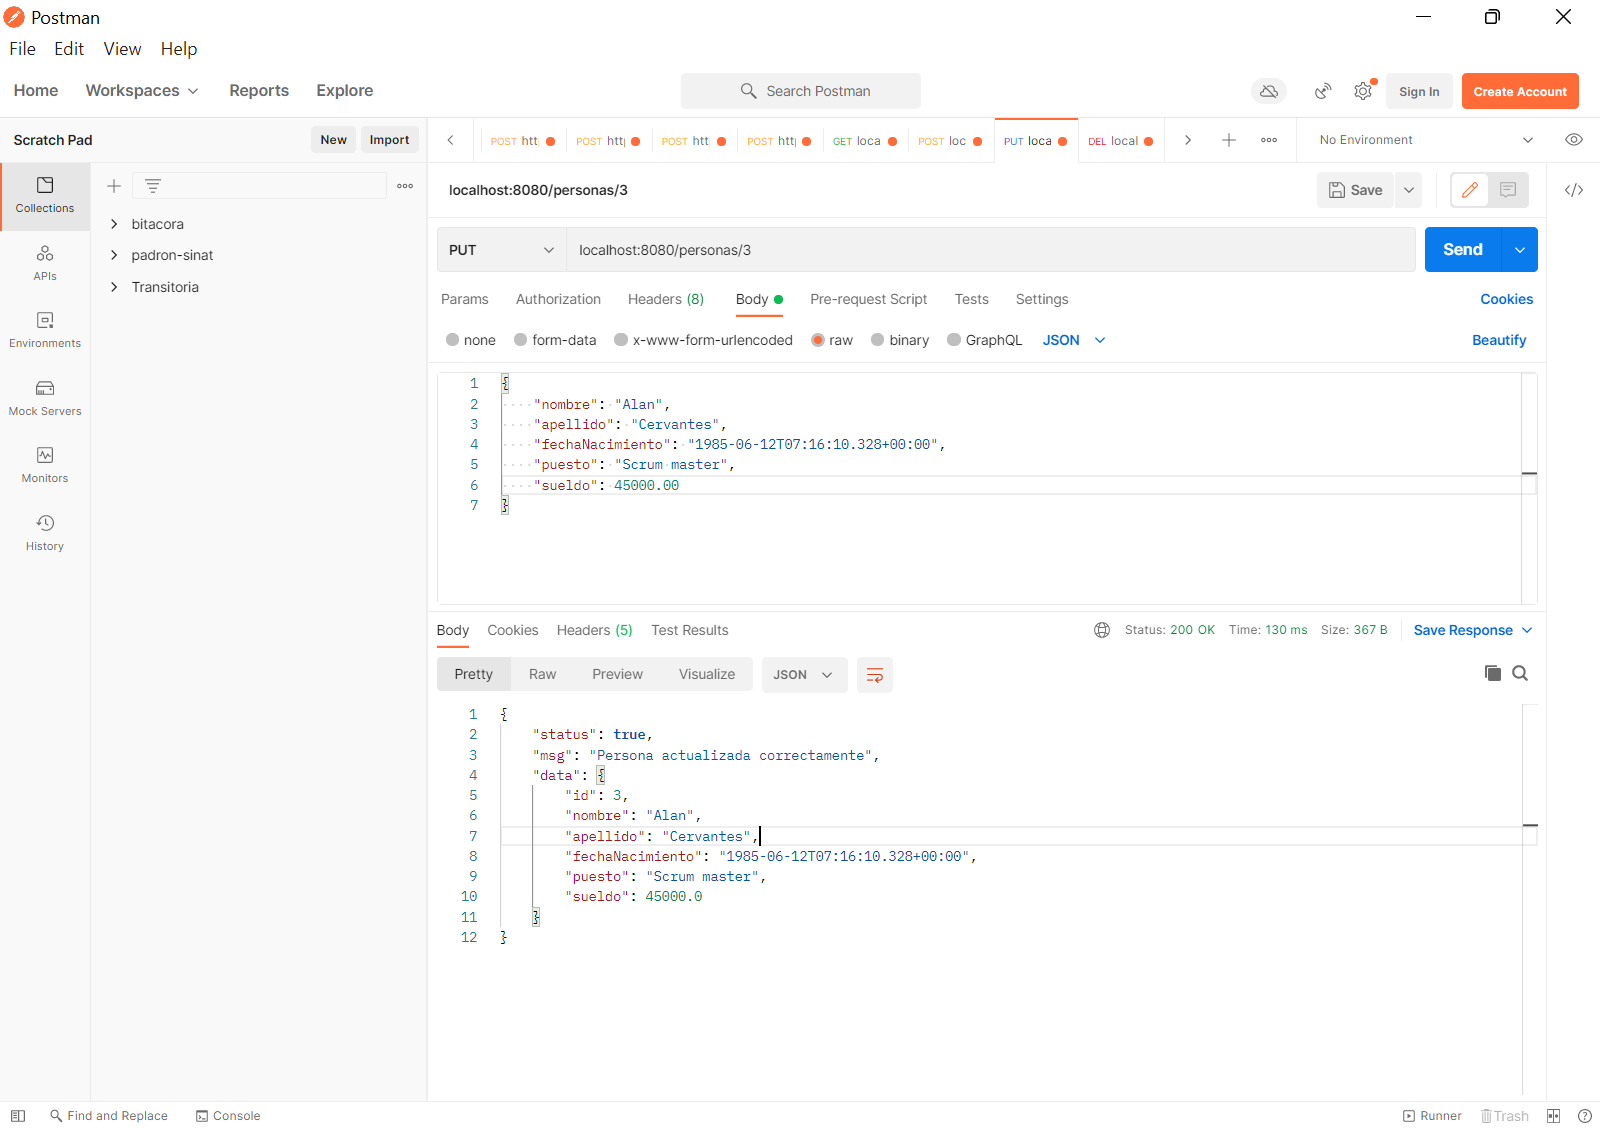 Postman
File Edit View Help
Home Workspaces Reports Explore Search Postman Sign In Create Account
Scratch Pad New Import POST htt POST htt POST htt POST htt GET loca POST loc PUT loca DEL local No Environment
Collections
APIs
Environments
Mock Servers
Monitors
History
bitacora
padron-sinat
Transitoria
localhost:8080/personas/3 Save
PUT localhost:8080/personas/3 Send
Params Authorization Headers (8) Body Pre-request Script Tests Settings Cookies
none form-data x-www-form-urlencoded raw binary GraphQL JSON Beautify
1 {
2 "nombre": "Alan",
3 "apellido": "Cervantes",
4 "fechaNacimiento": "1985-06-12T07:16:10.328+00:00",
5 "puesto": "Scrum master",
6 "sueldo": 45000.00
7 }
Body Cookies Headers (5) Test Results Status: 200 OK Time: 130 ms Size: 367 B Save Response
Pretty Raw Preview Visualize JSON
1 {
2 "status": true,
3 "msg": "Persona actualizada correctamente",
4 "data": {
5 "id": 3,
6 "nombre": "Alan",
7 "apellido": "Cervantes",
8 "fechaNacimiento": "1985-06-12T07:16:10.328+00:00",
9 "puesto": "Scrum master",
10 "sueldo": 45000.0
11 }
12 }
Find and Replace Console Runner Trash